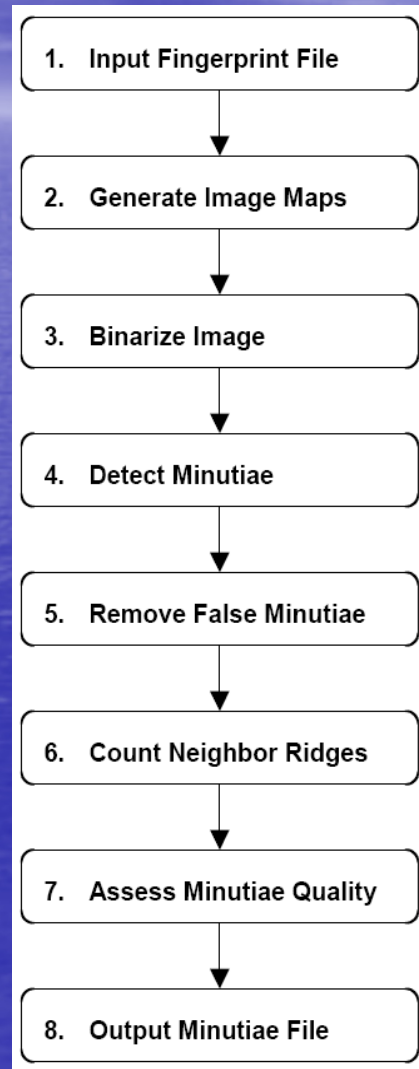 1. Input Fingerprint File
2. Generate Image Maps
3. Binarize Image
4. Detect Minutiae
5. Remove False Minutiae
6. Count Neighbor Ridges
7. Assess Minutiae Quality
8. Output Minutiae File